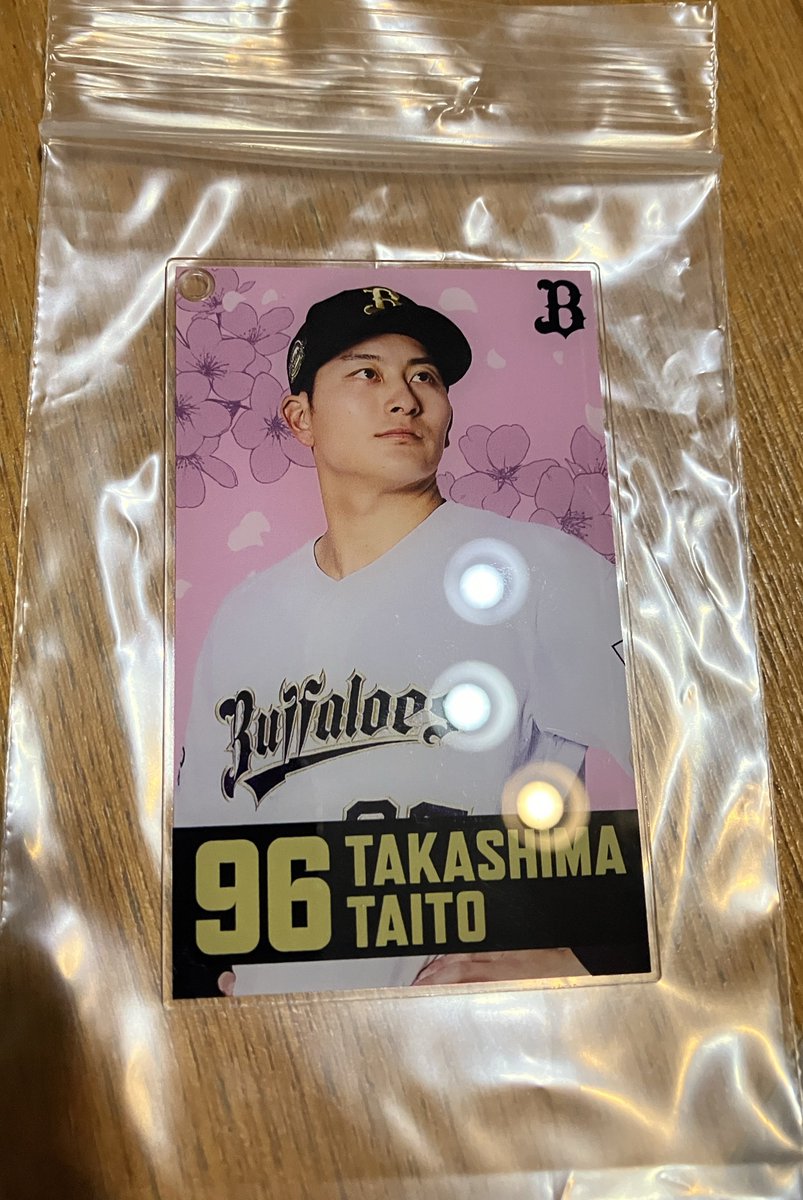 B
Buffaloes
96
TAKASHIMA
TAITO